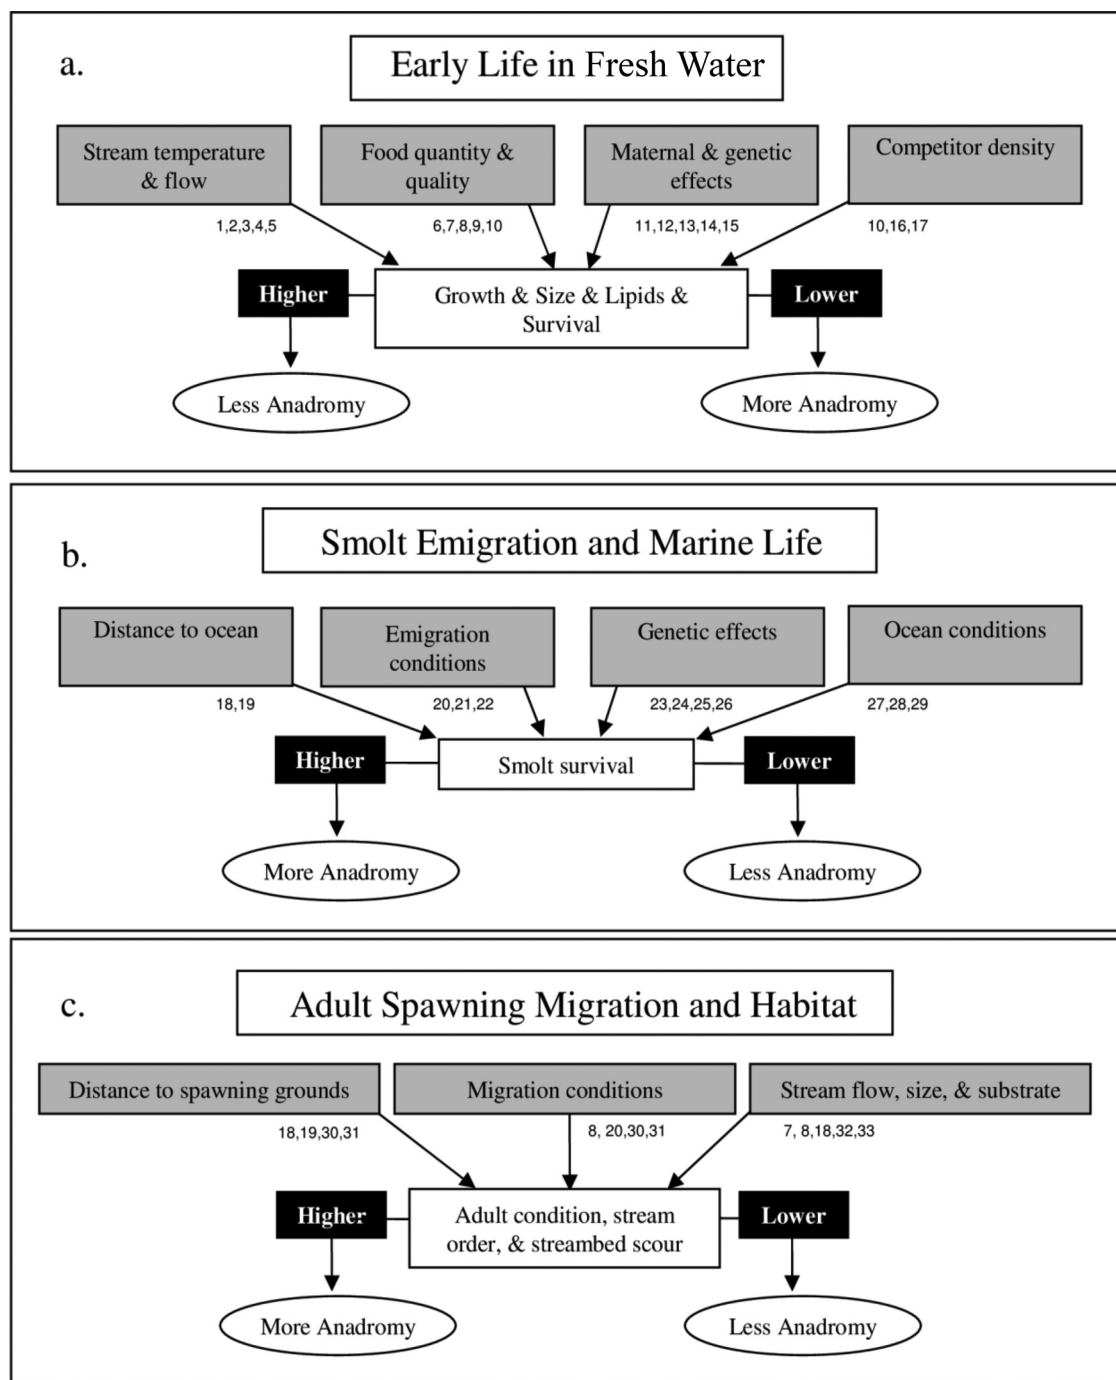 a.
Early Life in Fresh Water
Stream temperature
& flow
Food quantity &
quality
Maternal & genetic
effects
Competitor density
1,2,3,4,5
6,7,8,9,10
11,12,13,14,15
10,16,17
Higher
Growth & Size & Lipids &
Survival
Lower
Less Anadromy
More Anadromy
b.
Smolt Emigration and Marine Life
Distance to ocean
Emigration
conditions
Genetic effects
Ocean conditions
18,19
20,21,22
23,24,25,26
27,28,29
Higher
Smolt survival
Lower
More Anadromy
Less Anadromy
c.
Adult Spawning Migration and Habitat
Distance to spawning grounds
Migration conditions
Stream flow, size, & substrate
18,19,30,31
8, 20,30,31
7, 8,18,32,33
Higher
Adult condition, stream
order, & streambed scour
Lower
More Anadromy
Less Anadromy